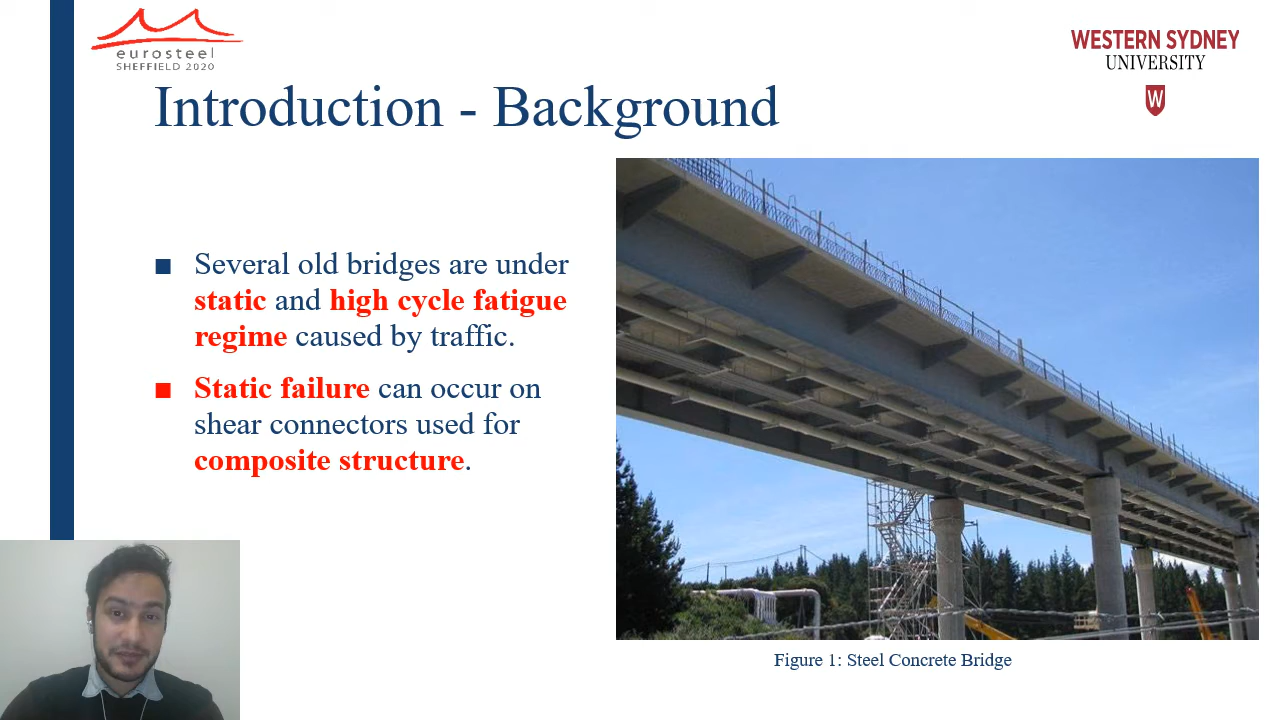 eurosteel
SHEFFIELD 2020
WESTERN SYDNEY
UNIVERSITY
W
Introduction - Background
■ Several old bridges are under
static and high cycle fatigue
regime caused by traffic.
■ Static failure can occur on
shear connectors used for
composite structure.
Figure 1: Steel Concrete Bridge